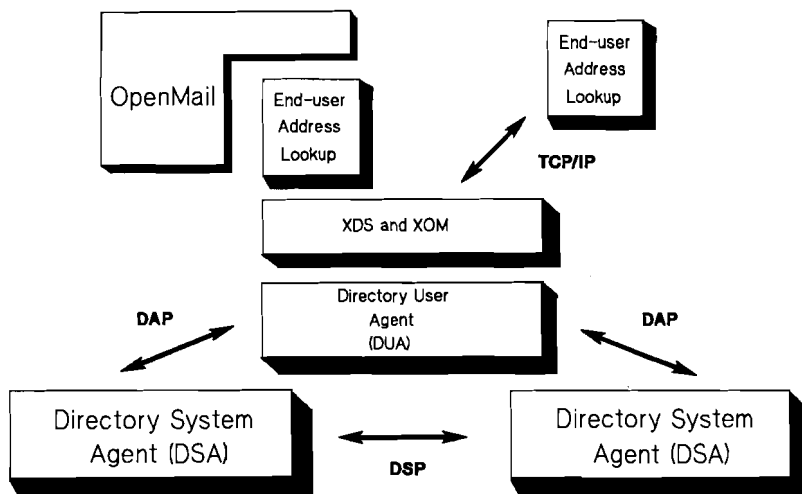 OpenMail
End-user
Address
Lookup
End-user
Address
Lookup
TCP/IP
XDS and XOM
Directory User
Agent
(DUA)
DAP
DAP
Directory System
Agent (DSA)
DSP
Directory System
Agent (DSA)